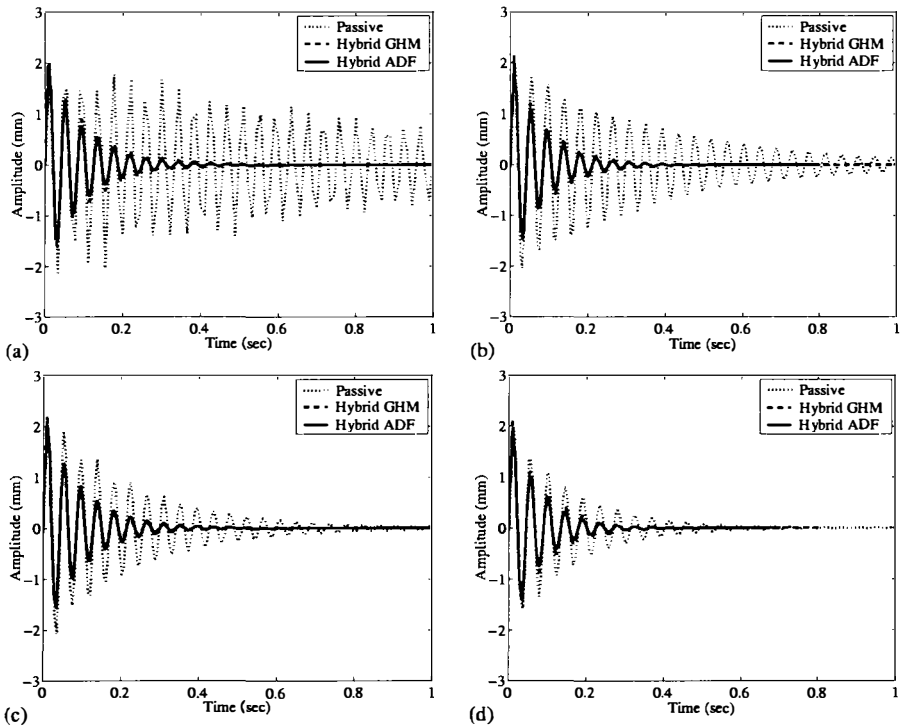 3
2
1
0
-1
-2
-3
Amplitude (mm)
Passive
Hybrid GHM
Hybrid ADF
0
0.2
0.4
0.6
0.8
1
Time (sec)
(a)
3
2
1
0
-1
-2
-3
Amplitude (mm)
Passive
Hybrid GHM
Hybrid ADF
0
0.2
0.4
0.6
0.8
1
Time (sec)
(b)
3
2
1
0
-1
-2
-3
Amplitude (mm)
Passive
Hybrid GHM
Hybrid ADF
0
0.2
0.4
0.6
0.8
1
Time (sec)
(c)
3
2
1
0
-1
-2
-3
Amplitude (mm)
Passive
Hybrid GHM
Hybrid ADF
0
0.2
0.4
0.6
0.8
1
Time (sec)
(d)